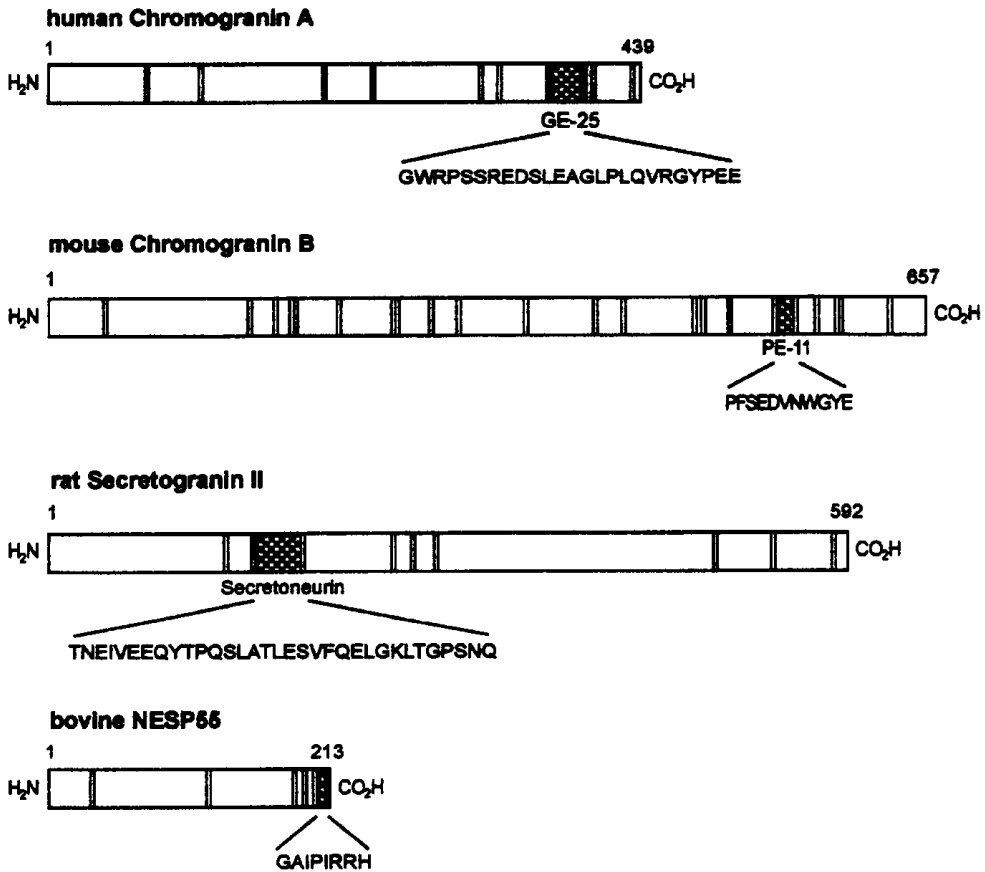 human Chromogranin A
1 439
H₂N CO₂H
GE-25
GWRPSSREDSLEAGLPLQVRGYPEE
mouse Chromogranin B
1 657
H₂N CO₂H
PE-11
PFSEDVNWGYE
rat Secretogranin II
1 592
H₂N CO₂H
Secretoneurin
TNEIVEEQYTPQSLATLESVFQELGKLTGPSNQ
bovine NESP55
1 213
H₂N CO₂H
GAIPIRRH